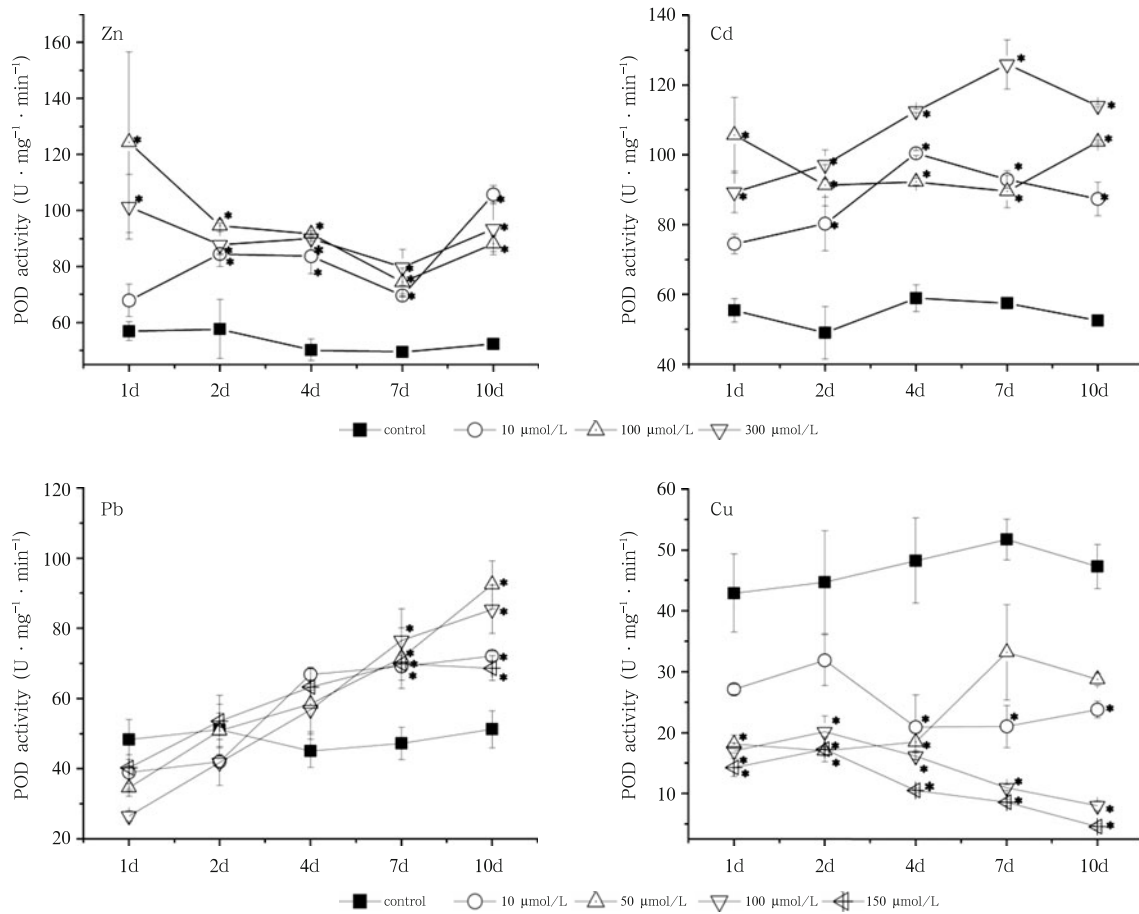 Zn
POD activity (U · mg⁻¹ · min⁻¹)
160
140
120
100
80
60
1d 2d 4d 7d 10d
Cd
POD activity (U · mg⁻¹ · min⁻¹)
140
120
100
80
60
40
1d 2d 4d 7d 10d
control 10 μmol/L 100 μmol/L 300 μmol/L
Pb
POD activity (U · mg⁻¹ · min⁻¹)
120
100
80
60
40
20
1d 2d 4d 7d 10d
Cu
POD activity (U · mg⁻¹ · min⁻¹)
60
50
40
30
20
10
1d 2d 4d 7d 10d
control 10 μmol/L 50 μmol/L 100 μmol/L 150 μmol/L